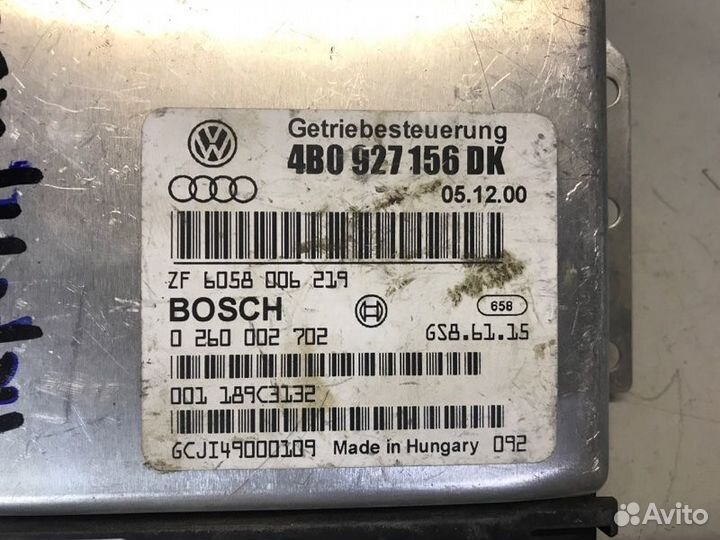 Getriebesteuerung
4B0 927 156 DK
05.12.00
ZF 6058 006 219
BOSCH
658
0 260 002 702
GS8.61.15
001 189C3132
GCJI49000109 Made in Hungary 092
Avito